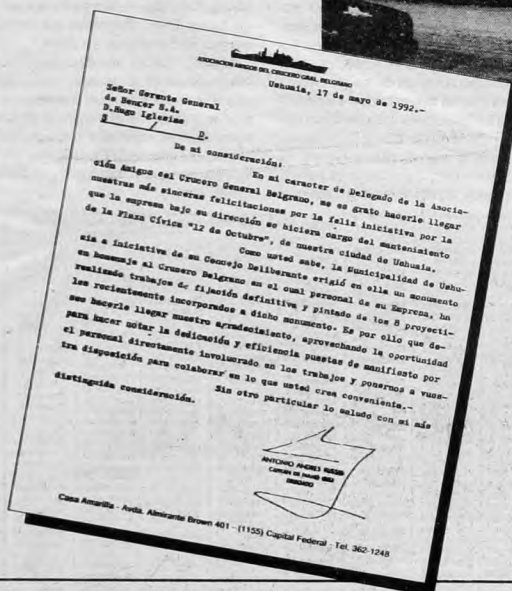 ASOCIACION AMIGOS DEL CRUCERO GRAL. BELGRANO
Ushuaia, 17 de mayo de 1992.-
Señor Gerente General
de Bencer S.A.
D.Hugo Iglesias
S / D.
De mi consideración:
En mi caracter de Delegado de la Asocia-
ción Amigos del Crucero General Belgrano, me es grato hacerle llegar
nuestras más sinceras felicitaciones por la feliz iniciativa por la
que la empresa bajo su dirección se hiciera cargo del mantenimiento
de la Plaza Cívica "12 de Octubre", de nuestra ciudad de Ushuaia.
Como usted sabe, la Municipalidad de Ushu-
aia a iniciativa de su Concejo Deliberante erigió en ella un monumento
en homenaje al Crucero Belgrano en el cual personal de su Empresa, ha
realizado trabajos de fijación definitiva y pintado de los 8 proyecti-
les recientemente incorporados a dicho monumento. Es por ello que de-
seo hacerle llegar nuestro agradecimiento, aprovechando la oportunidad
para hacer notar la dedicación y eficiencia puestas de manifiesto por
el personal directamente involucrado en los trabajos y ponernos a vues-
tra disposición para colaborar en lo que usted crea conveniente.-
Sin otro particular lo saludo con mi más
distinguida consideración.
ANTONIO ANDRES
CAPITAN DE
DELEGADO
Casa Amarilla - Avda. Almirante Brown 401 - (1155) Capital Federal - Tel. 362-1248